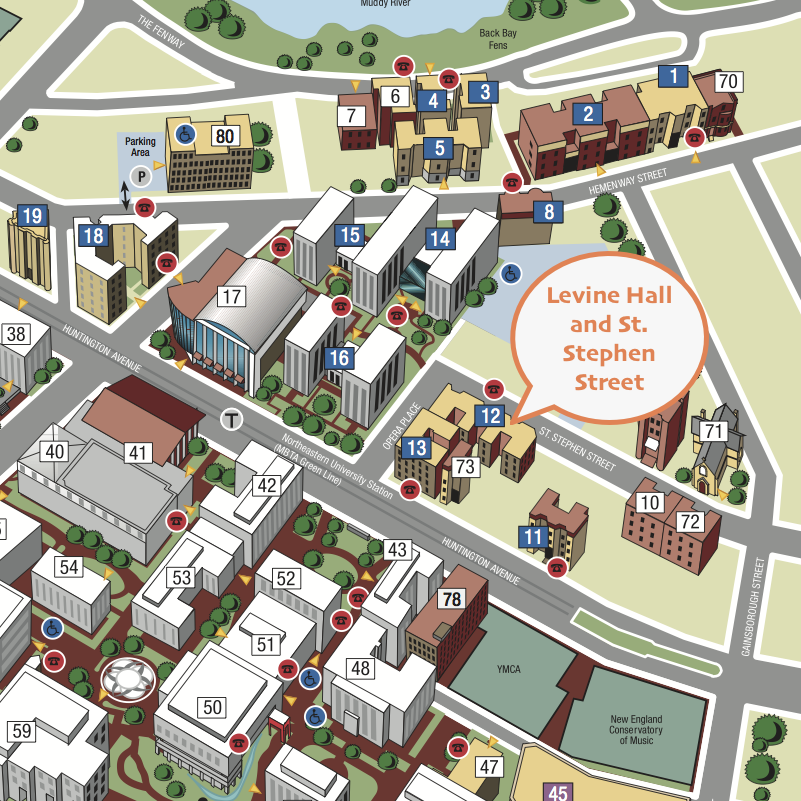 Muddy River
THE FENWAY
Back Bay
Fens
1
3
70
6
4
2
7
80
5
Parking
Area
P
HEMENWAY STREET
8
19
18
15
14
17
Levine Hall
and St.
Stephen
Street
38
HUNTINGTON AVENUE
16
T
OPERA PLACE
12
ST. STEPHEN STREET
71
13
40
41
Northeastern University Station
(MBTA Green Line)
73
42
10
72
11
HUNTINGTON AVENUE
43
54
53
52
78
GAINSBOROUGH STREET
51
48
YMCA
50
New England
Conservatory
of Music
59
47
45